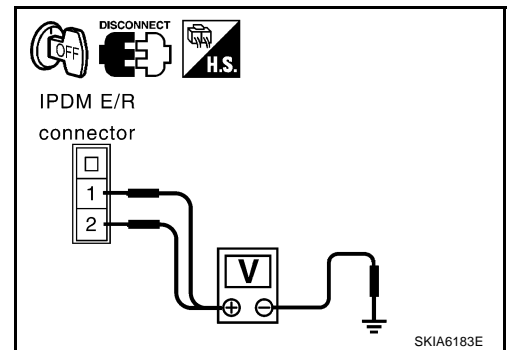 DISCONNECT
OFF
H.S.
IPDM E/R
connector
1
2
V
+ -
SKIA6183E